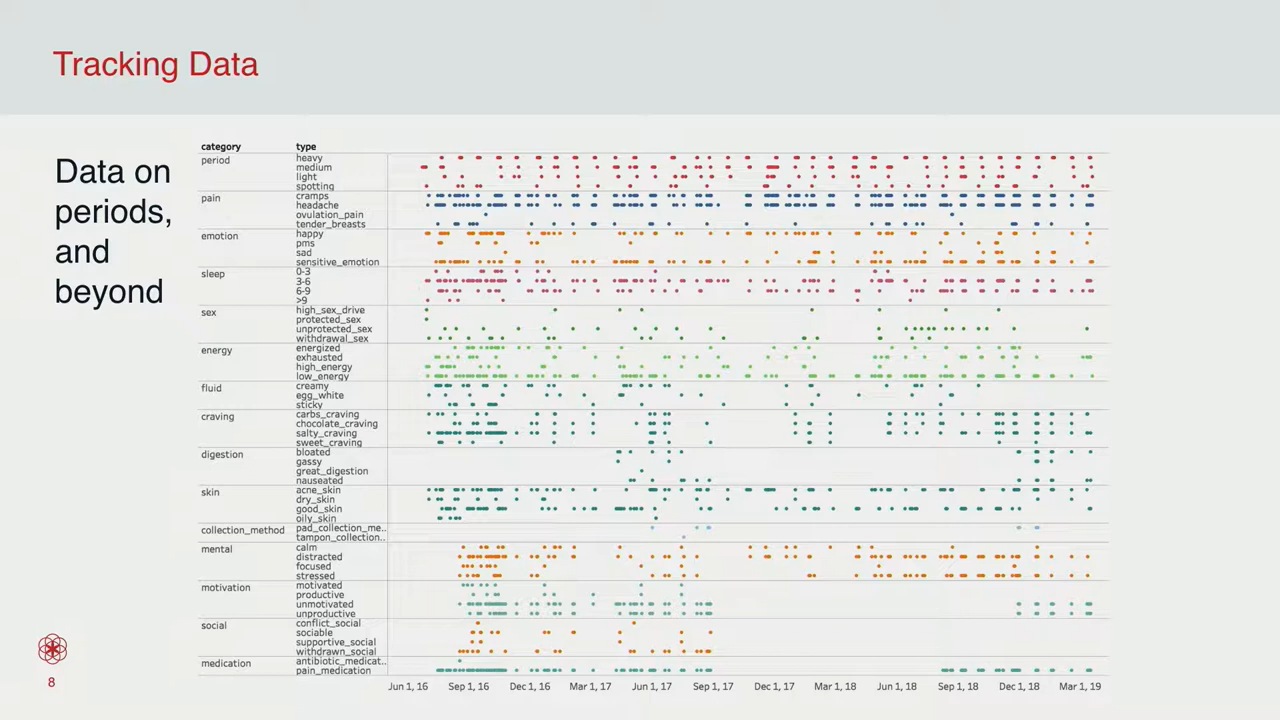 Tracking Data
Data on
periods,
and
beyond
category type
period heavy
medium
light
spotting
pain cramps
headache
ovulation_pain
tender_breasts
emotion happy
pms
sad
sensitive_emotion
sleep 0-3
3-6
6-9
>9
sex high_sex_drive
protected_sex
unprotected_sex
withdrawal_sex
energy energized
exhausted
high_energy
low_energy
fluid creamy
egg_white
sticky
craving carbs_craving
chocolate_craving
salty_craving
sweet_craving
digestion bloated
gassy
great_digestion
nauseated
skin acne_skin
dry_skin
good_skin
oily_skin
collection_method pad_collection_me..
tampon_collection..
mental calm
distracted
focused
stressed
motivation motivated
productive
unmotivated
unproductive
social conflict_social
sociable
supportive_social
withdrawn_social
medication antibiotic_medicat..
pain_medication
Jun 1, 16 Sep 1, 16 Dec 1, 16 Mar 1, 17 Jun 1, 17 Sep 1, 17 Dec 1, 17 Mar 1, 18 Jun 1, 18 Sep 1, 18 Dec 1, 18 Mar 1, 19
8